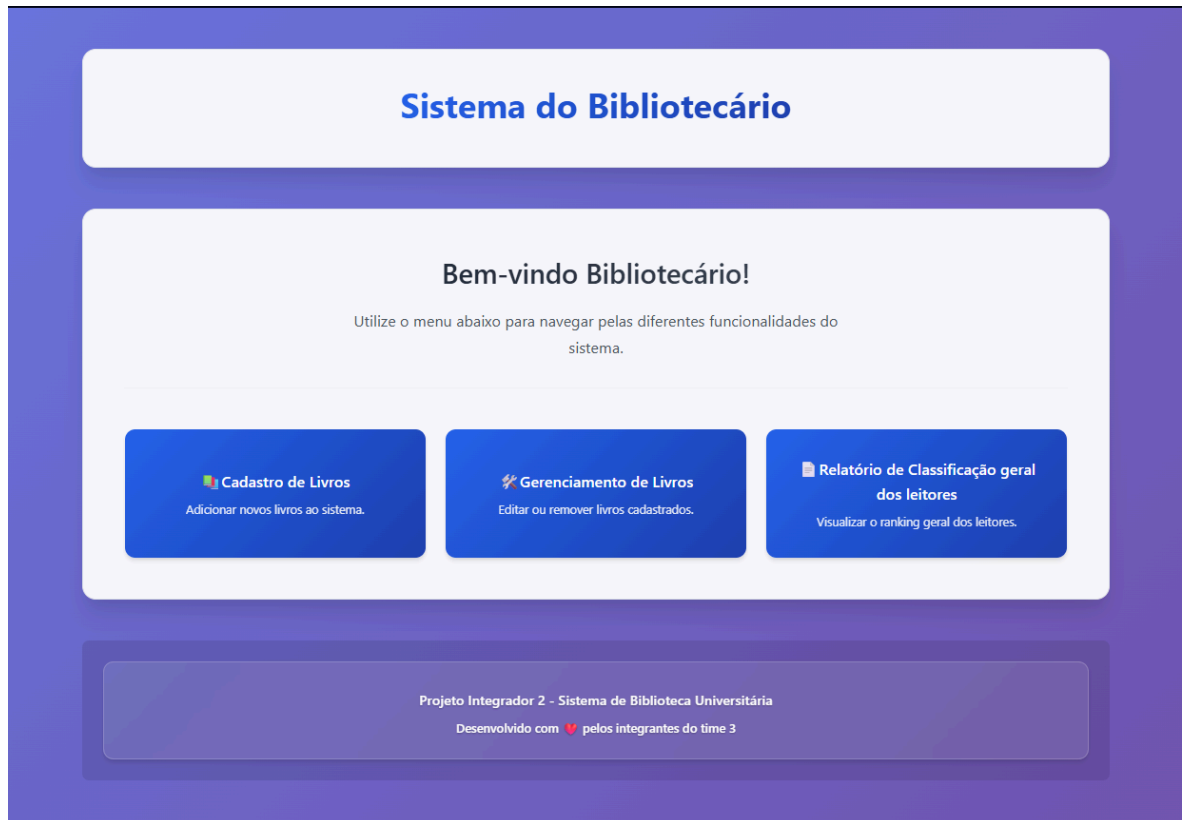 Sistema do Bibliotecário
Bem-vindo Bibliotecário!
Utilize o menu abaixo para navegar pelas diferentes funcionalidades do
sistema.
📚 Cadastro de Livros
Adicionar novos livros ao sistema.
🛠️ Gerenciamento de Livros
Editar ou remover livros cadastrados.
📄 Relatório de Classificação geral
dos leitores
Visualizar o ranking geral dos leitores.
Projeto Integrador 2 - Sistema de Biblioteca Universitária
Desenvolvido com ❤️ pelos integrantes do time 3